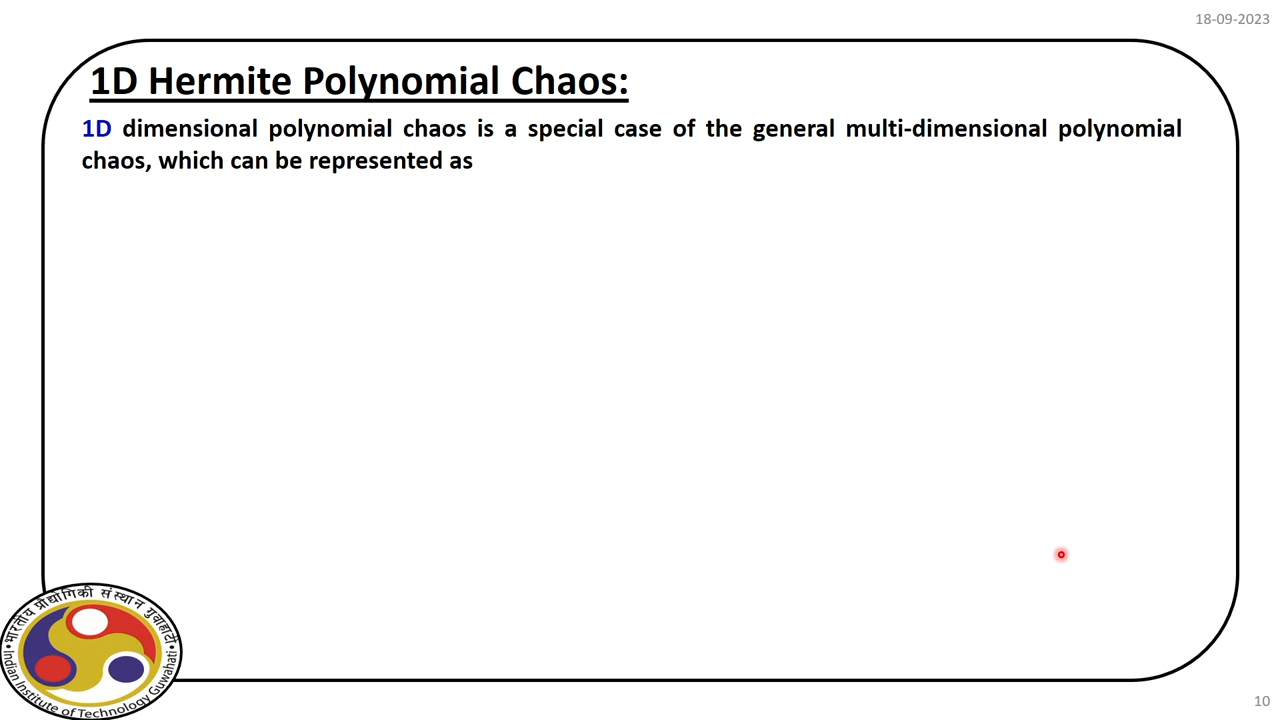 18-09-2023
1D Hermite Polynomial Chaos:
1D dimensional polynomial chaos is a special case of the general multi-dimensional polynomial
chaos, which can be represented as
भारतीय प्रौद्योगिकी संस्थान गुवाहाटी
Indian Institute of Technology Guwahati
10